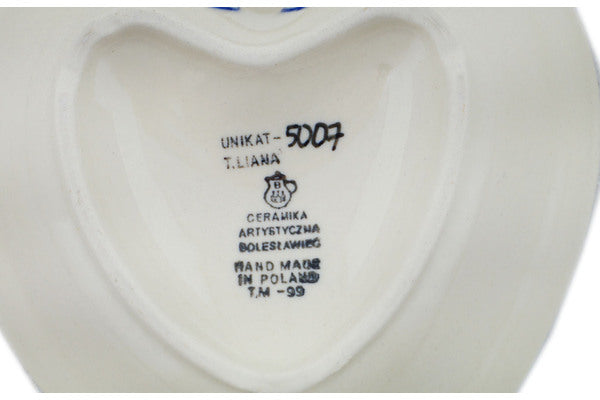 UNIKAT-5007
T.LIANA
B
CERAMIKA
ARTYSTYCZNA
BOLESŁAWIEC
HAND MADE
IN POLAND
T.M -99